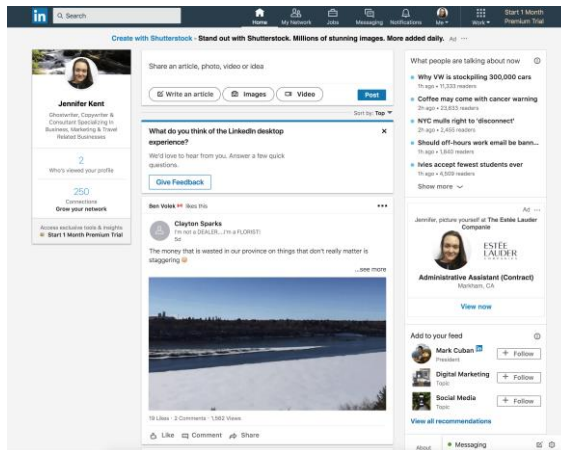 in
Search
Home
My Network
Jobs
Messaging
Notifications
Me
Work
Start 1 Month
Premium Trial
Create with Shutterstock - Stand out with Shutterstock. Millions of stunning images. More added daily. Ad ...
Jennifer Kent
Ghostwriter, Copywriter &
Consultant Specializing in
Business, Marketing & Travel
Related Businesses
2
Who's viewed your profile
250
Connections
Grow your network
Access exclusive tools & insights
Start 1 Month Premium Trial
Share an article, photo, video or idea
Write an article
Images
Video
Post
Sort by: Top
What do you think of the LinkedIn desktop
experience?
We'd love to hear from you. Answer a few quick
questions.
Give Feedback
Ben Volek likes this
Clayton Sparks
I'm not a DEALER....I'm a FLORIST!
5d
The money that is wasted in our province on things that don't really matter is
staggering
...see more
19 Likes · 2 Comments · 1,982 Views
Like
Comment
Share
What people are talking about now
Why VW is stockpiling 300,000 cars
1h ago • 11,333 readers
Coffee may come with cancer warning
2h ago • 23,833 readers
NYC mulls right to 'disconnect'
2h ago • 2,455 readers
Should off-hours work email be bann...
1h ago • 1,840 readers
Ivies accept fewest students ever
1h ago • 4,509 readers
Show more
Ad ...
Jennifer, picture yourself at The Estée Lauder
Companie
ESTĒE
LAUDER
COMPANIES
Administrative Assistant (Contract)
Markham, CA
View now
Add to your feed
Mark Cuban in
President
+ Follow
Digital Marketing
Topic
+ Follow
Social Media
Topic
+ Follow
View all recommendations
About
Messaging